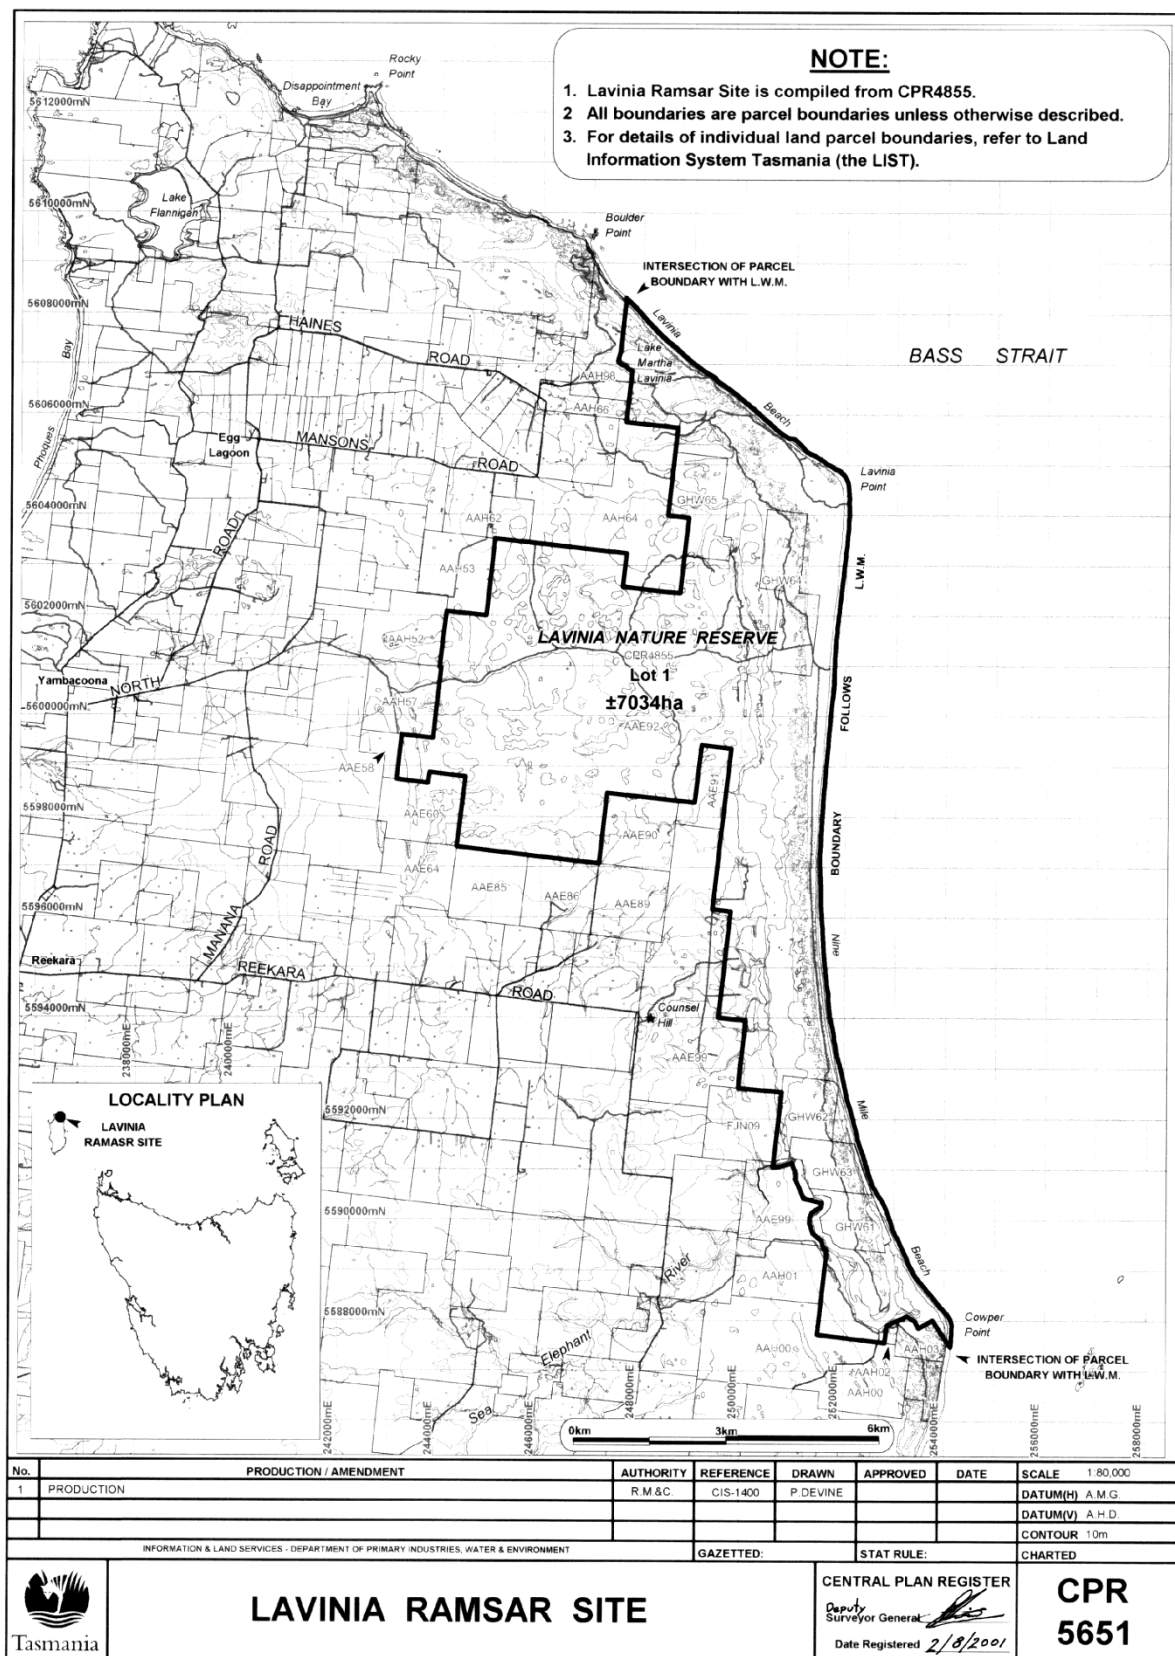 NOTE:
1. Lavinia Ramsar Site is compiled from CPR4855.
2 All boundaries are parcel boundaries unless otherwise described.
3. For details of individual land parcel boundaries, refer to Land
Information System Tasmania (the LIST).
Rocky
Point
Disappointment
Bay
5612000mN
Lake
Flannigan
5610000mN
Boulder
Point
INTERSECTION OF PARCEL
BOUNDARY WITH L.W.M.
5608000mN
HAINES
ROAD
Lavinia
Lake
Martha
Lavinia
BASS STRAIT
Bay
Phoques
AAH98
AAH66
5606000mN
Beach
Egg
Lagoon
MANSONS
ROAD
Lavinia
Point
GHW65
5604000mN
AAH62
AAH64
ROAD
AAH53
GHW64
L.W.M.
5602000mN
AAH52
LAVINIA NATURE RESERVE
CPR4855
Lot 1
±7034ha
Yambacoona
NORTH
5600000mN
AAH57
AAE92
FOLLOWS
AAE58
AAE91
5598000mN
AAE60
AAE90
ROAD
BOUNDARY
AAE64
AAE85
AAE86
AAE89
5596000mN
MANANA
Nine
Reekara
REEKARA
ROAD
5594000mN
Counsel
Hill
238000mE
240000mE
AAE99
LOCALITY PLAN
LAVINIA
RAMASR SITE
5592000mN
Mile
GHW62
FJN09
GHW63
5590000mN
AAE99
GHW61
Beach
River
AAH01
5588000mN
Cowper
Point
Elephant
AAH00
AAH03
INTERSECTION OF PARCEL
BOUNDARY WITH L.W.M.
AAH02
AAH00
Sea
242000mE
244000mE
246000mE
248000mE
250000mE
252000mE
254000mE
256000mE
258000mE
0km 3km 6km
No. PRODUCTION / AMENDMENT AUTHORITY REFERENCE DRAWN APPROVED DATE SCALE 1:80,000
1 PRODUCTION R.M.&C. CIS-1400 P.DEVINE DATUM(H) A.M.G.
DATUM(V) A.H.D.
CONTOUR 10m
INFORMATION & LAND SERVICES - DEPARTMENT OF PRIMARY INDUSTRIES, WATER & ENVIRONMENT GAZETTED: STAT RULE: CHARTED
Tasmania
LAVINIA RAMSAR SITE
CENTRAL PLAN REGISTER
Deputy
Surveyor General
Date Registered 2/8/2001
CPR
5651